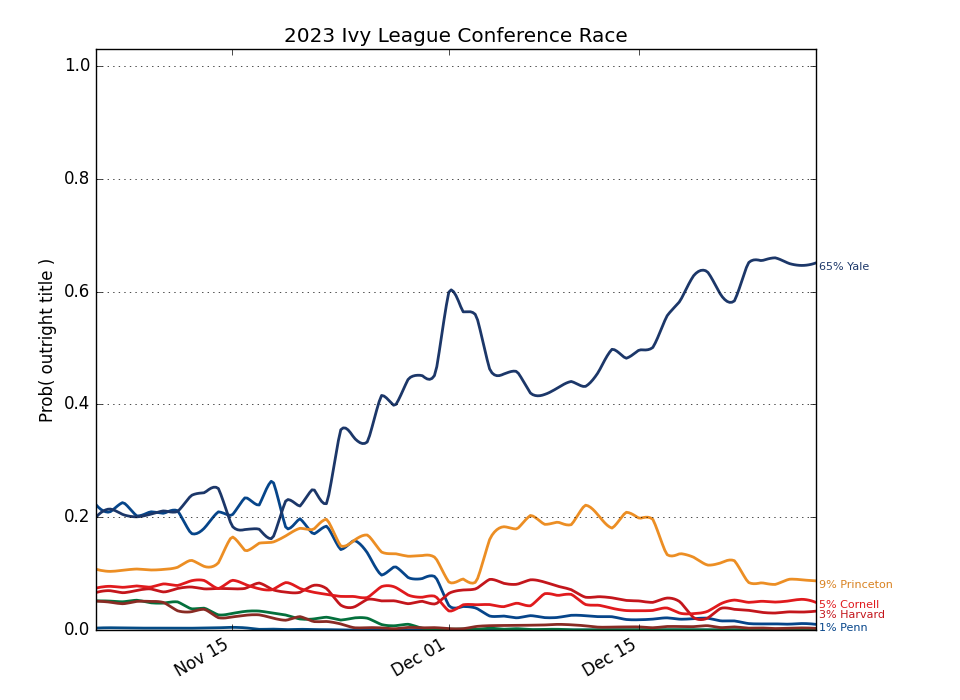 2023 Ivy League Conference Race
Prob( outright title )
1.0
0.8
0.6
0.4
0.2
0.0
65% Yale
9% Princeton
5% Cornell
3% Harvard
1% Penn
Nov 15
Dec 01
Dec 15